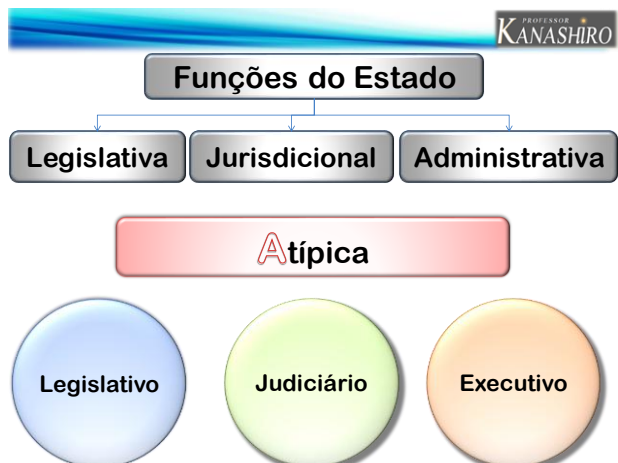 PROFESSOR
KANASHIRO
Funções do Estado
Legislativa
Jurisdicional
Administrativa
Atípica
Legislativo
Judiciário
Executivo